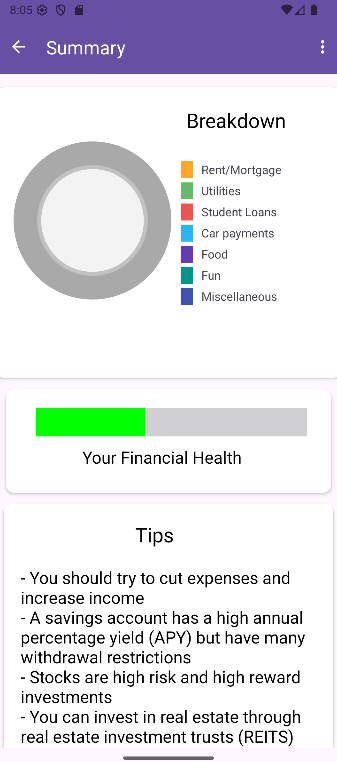 8:05
Summary
Breakdown
Rent/Mortgage
Utilities
Student Loans
Car payments
Food
Fun
Miscellaneous
Your Financial Health
Tips
- You should try to cut expenses and
increase income
- A savings account has a high annual
percentage yield (APY) but have many
withdrawal restrictions
- Stocks are high risk and high reward
investments
- You can invest in real estate through
real estate investment trusts (REITS)